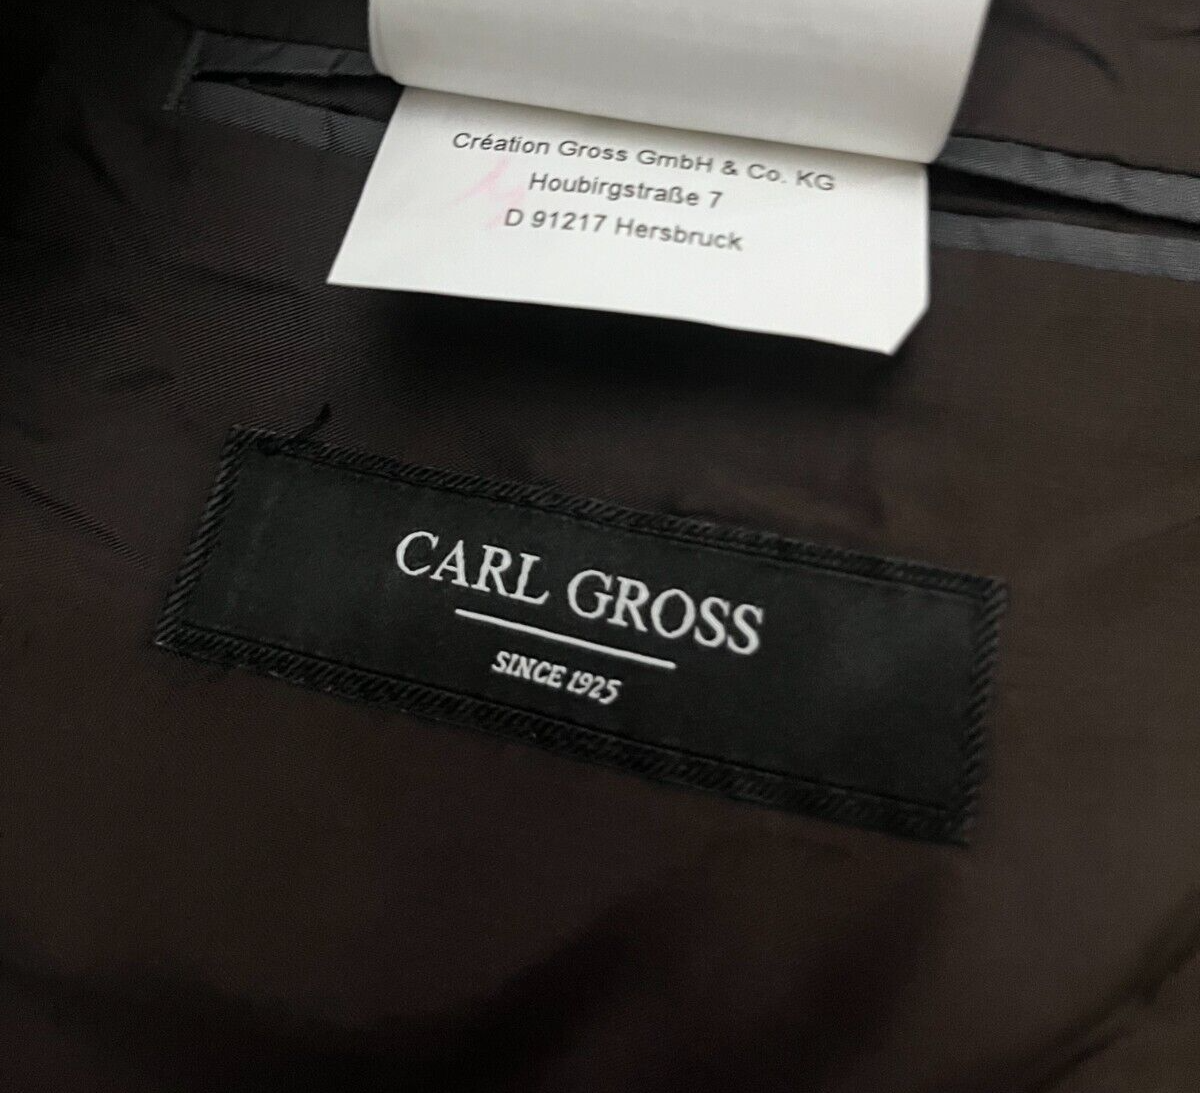 Création Gross GmbH & Co. KG
Houbirgstraße 7
D 91217 Hersbruck
CARL GROSS
SINCE 1925